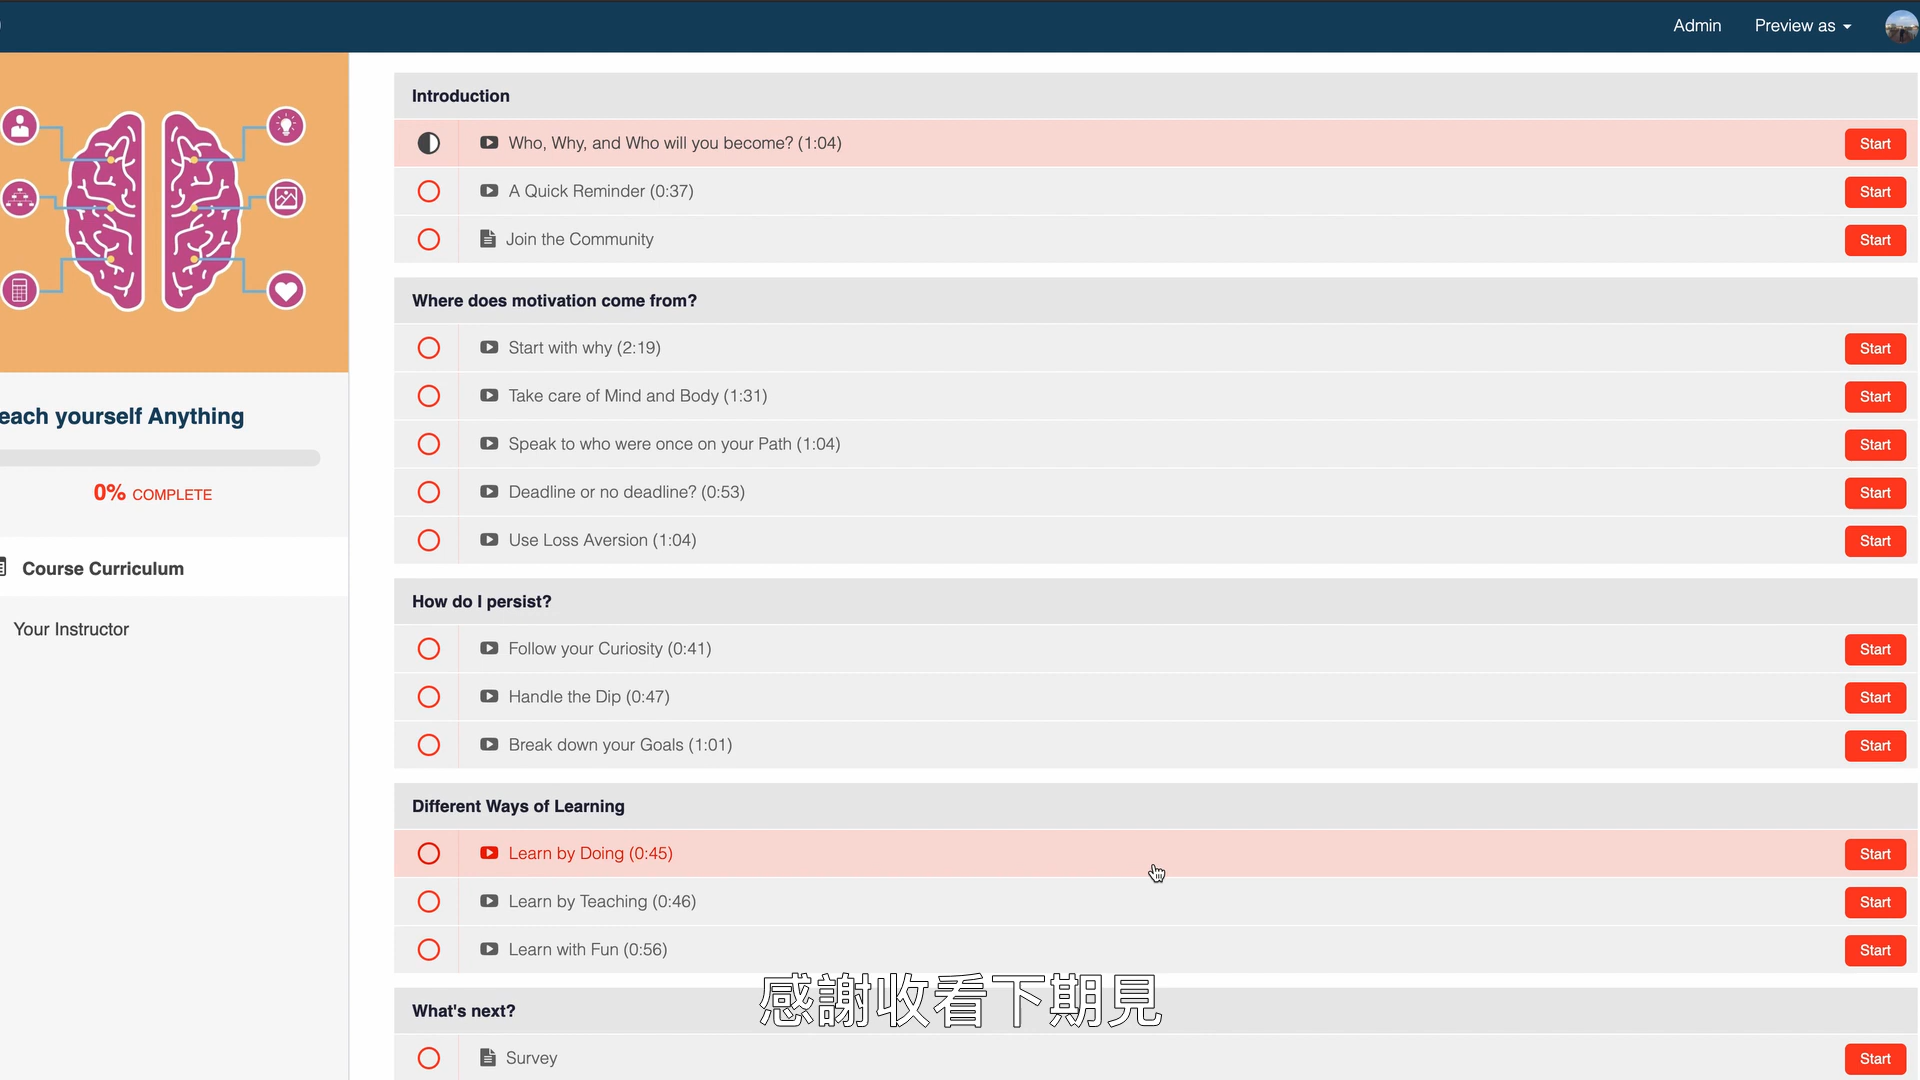 Admin
Preview as
Introduction
Who, Why, and Who will you become? (1:04)
Start
A Quick Reminder (0:37)
Start
Join the Community
Start
Where does motivation come from?
Start with why (2:19)
Start
Take care of Mind and Body (1:31)
Start
Speak to who were once on your Path (1:04)
Start
Deadline or no deadline? (0:53)
Start
Use Loss Aversion (1:04)
Start
How do I persist?
Follow your Curiosity (0:41)
Start
Handle the Dip (0:47)
Start
Break down your Goals (1:01)
Start
Different Ways of Learning
Learn by Doing (0:45)
Start
Learn by Teaching (0:46)
Start
Learn with Fun (0:56)
Start
What's next?
Survey
Start
each yourself Anything
0% COMPLETE
Course Curriculum
Your Instructor
感謝收看下期見